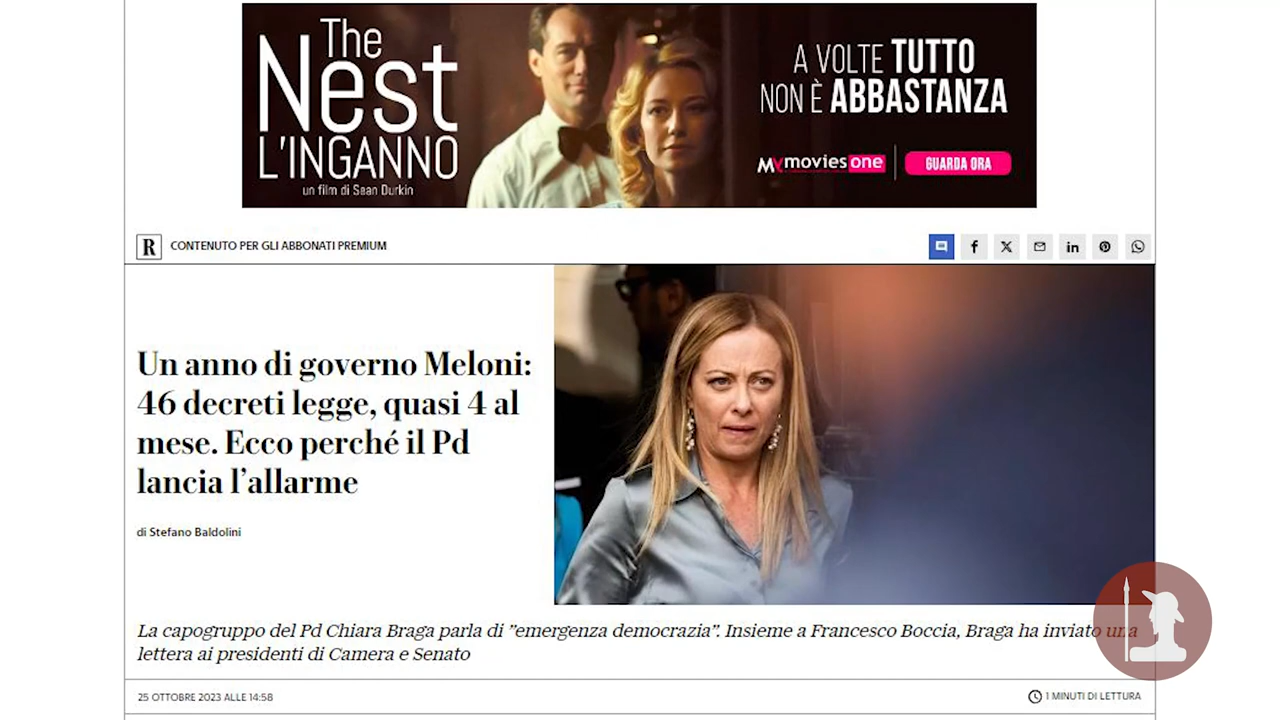 The
Nest
L'INGANNO
un film di Sean Durkin
A VOLTE TUTTO
NON È ABBASTANZA
MYmovies one
GUARDA ORA
R CONTENUTO PER GLI ABBONATI PREMIUM
Un anno di governo Meloni:
46 decreti legge, quasi 4 al
mese. Ecco perché il Pd
lancia l’allarme
di Stefano Baldolini
La capogruppo del Pd Chiara Braga parla di ”emergenza democrazia”. Insieme a Francesco Boccia, Braga ha inviato una
lettera ai presidenti di Camera e Senato
25 OTTOBRE 2023 ALLE 14:58
1 MINUTI DI LETTURA